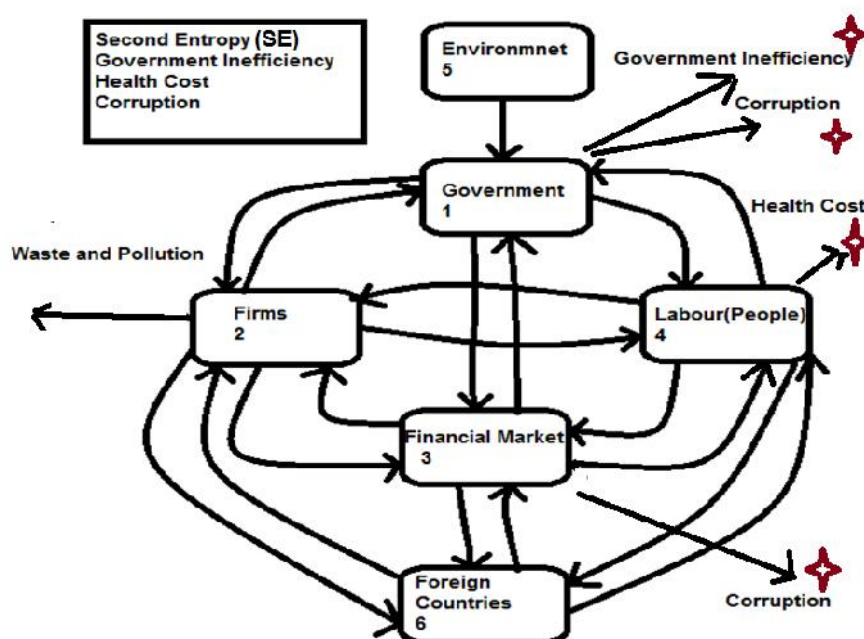 Second Entropy (SE)
Government Inefficiency
Health Cost
Corruption
Environmnet
5
Government Inefficiency
Corruption
Government
1
Health Cost
Waste and Pollution
Firms
2
Labour(People)
4
Financial Market
3
Foreign
Countries
6
Corruption